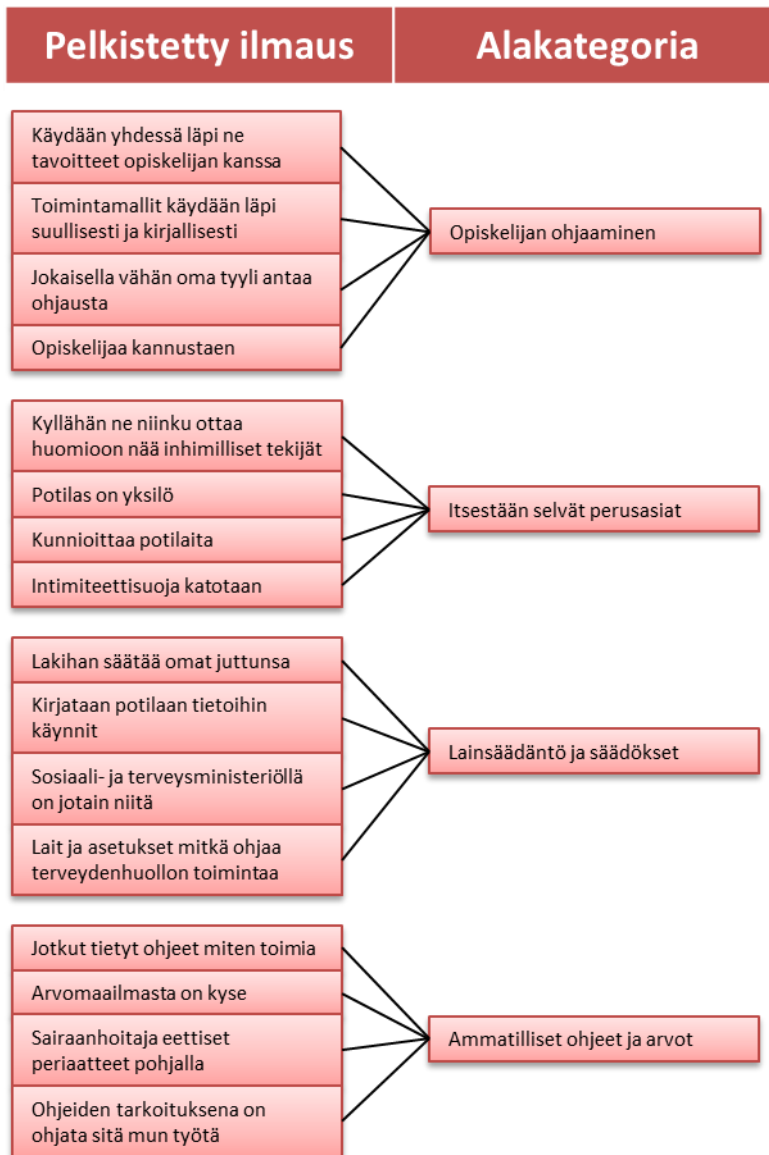 Pelkistetty ilmaus
Alakategoria
Käydään yhdessä läpi ne
tavoitteet opiskelijan kanssa
Toimintamallit käydään läpi
suullisesti ja kirjallisesti
Jokaisella vähän oma tyyli antaa
ohjausta
Opiskelijaa kannustaen
Opiskelijan ohjaaminen
Kyllähän ne niinku ottaa
huomioon nää inhimilliset tekijät
Potilas on yksilö
Kunnioittaa potilaita
Intimiteettisuoja katotaan
Itsestään selvät perusasiat
Lakihan säätää omat juttunsa
Kirjataan potilaan tietoihin
käynnit
Sosiaali- ja terveysministeriöllä
on jotain niitä
Lait ja asetukset mitkä ohjaa
terveydenhuollon toimintaa
Lainsäädäntö ja säädökset
Jotkut tietyt ohjeet miten toimia
Arvomaailmasta on kyse
Sairaanhoitaja eettiset
periaatteet pohjalla
Ohjeiden tarkoituksena on
ohjata sitä mun työtä
Ammatilliset ohjeet ja arvot